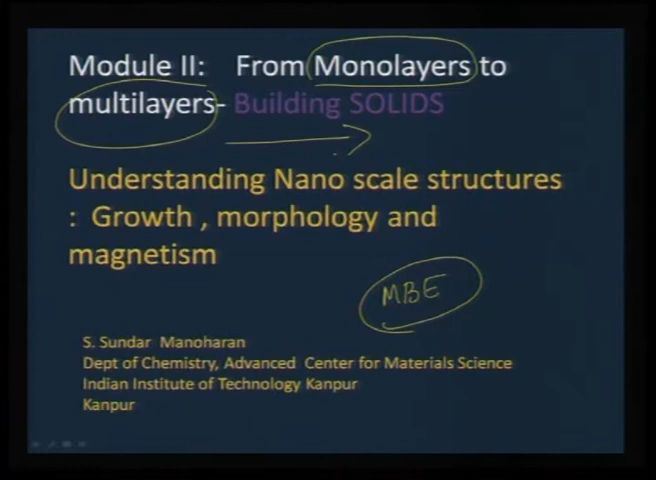 Module II: From Monolayers to
multilayers- Building SOLIDS
Understanding Nano scale structures
: Growth , morphology and
magnetism
MBE
S. Sundar Manoharan
Dept of Chemistry, Advanced Center for Materials Science
Indian Institute of Technology Kanpur
Kanpur